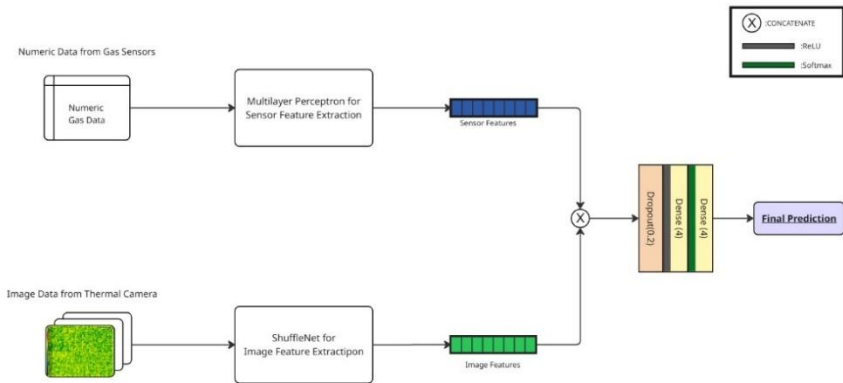 :CONCATENATE
:ReLU
:Softmax
Numeric Data from Gas Sensors
Numeric
Gas Data
Multilayer Perceptron for
Sensor Feature Extraction
Sensor Features
X
Dropout(0.2)
Dense (4)
Dense (4)
Final Prediction
Image Data from Thermal Camera
ShuffleNet for
Image Feature Extractipon
Image Features
X